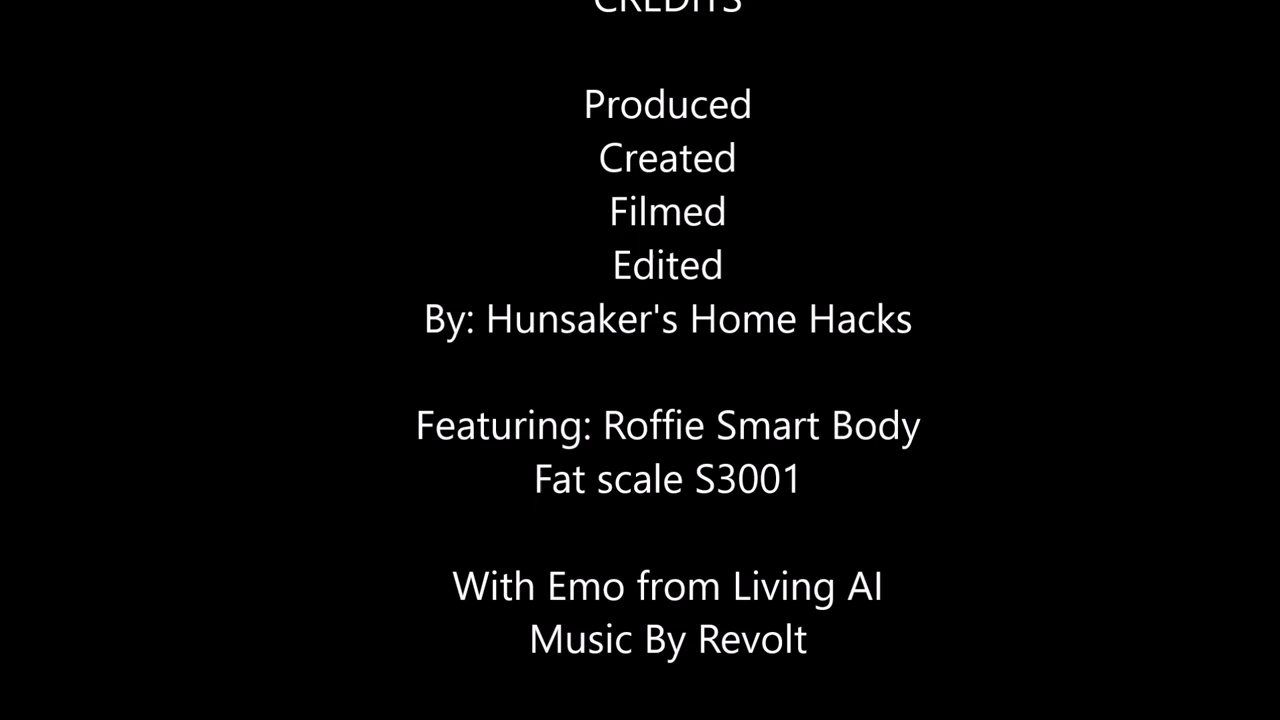 CREDITS
Produced
Created
Filmed
Edited
By: Hunsaker's Home Hacks
Featuring: Roffie Smart Body
Fat scale S3001
With Emo from Living AI
Music By Revolt